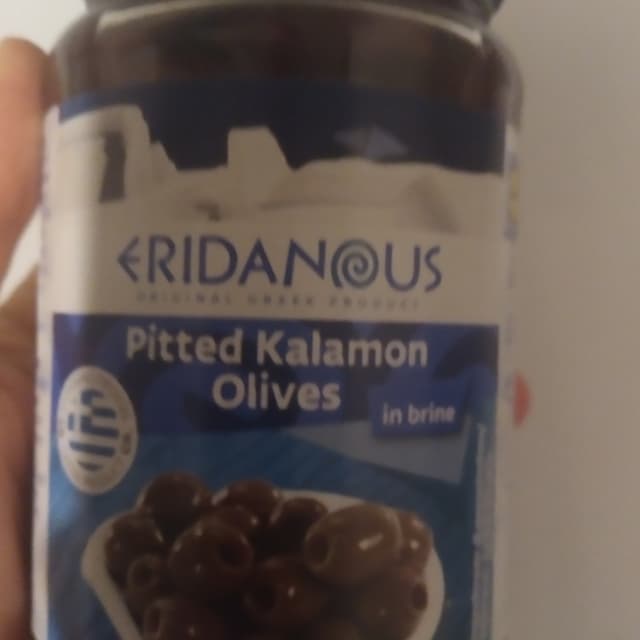 ERIDANOUS
ORIGINAL GREEK PRODUCT
Pitted Kalamon
Olives
in brine